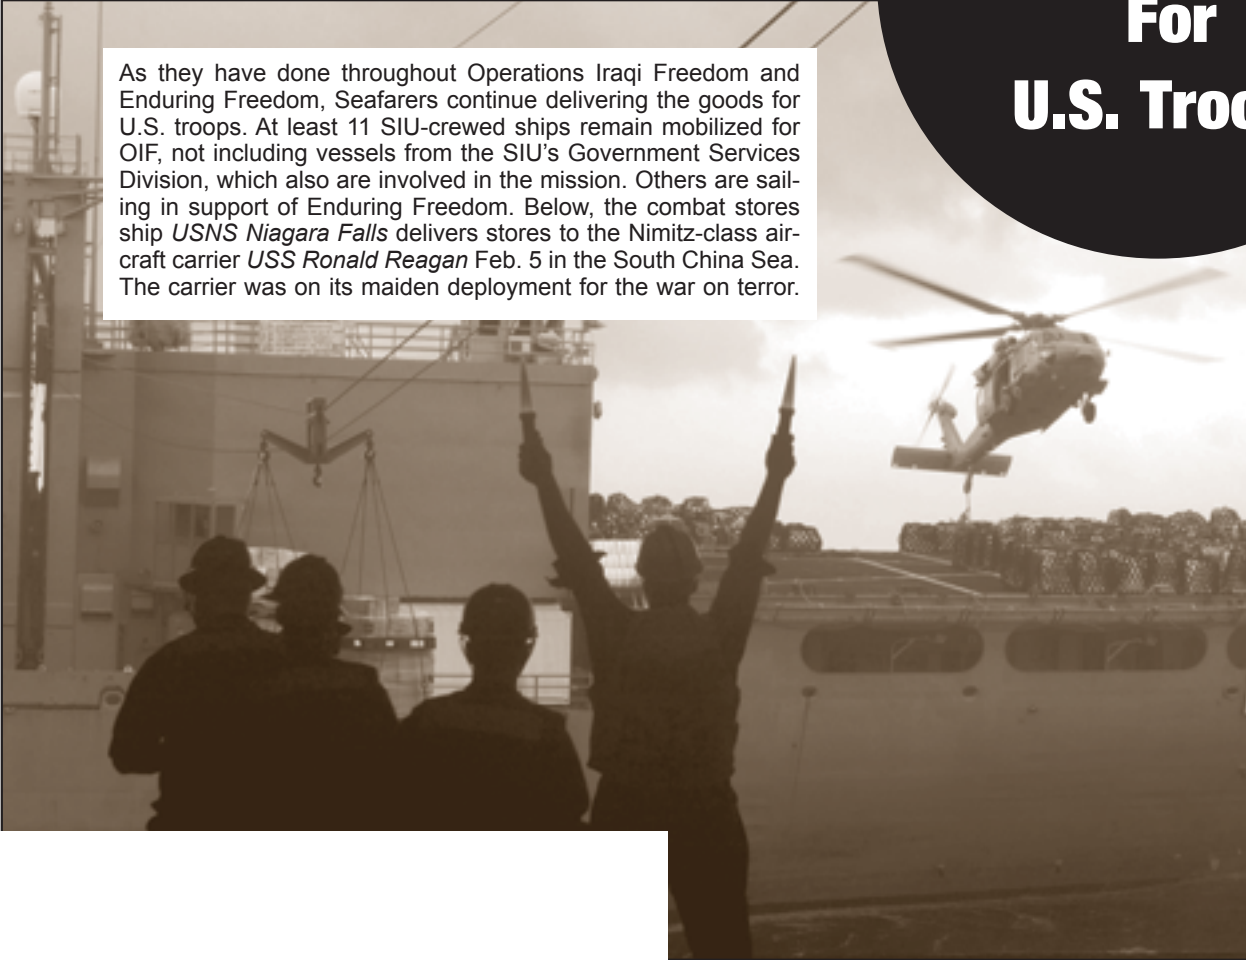 For
U.S. Troo
As they have done throughout Operations Iraqi Freedom and
Enduring Freedom, Seafarers continue delivering the goods for
U.S. troops. At least 11 SIU-crewed ships remain mobilized for
OIF, not including vessels from the SIU's Government Services
Division, which also are involved in the mission. Others are sail-
ing in support of Enduring Freedom. Below, the combat stores
ship USNS Niagara Falls delivers stores to the Nimitz-class air-
craft carrier USS Ronald Reagan Feb. 5 in the South China Sea.
The carrier was on its maiden deployment for the war on terror.